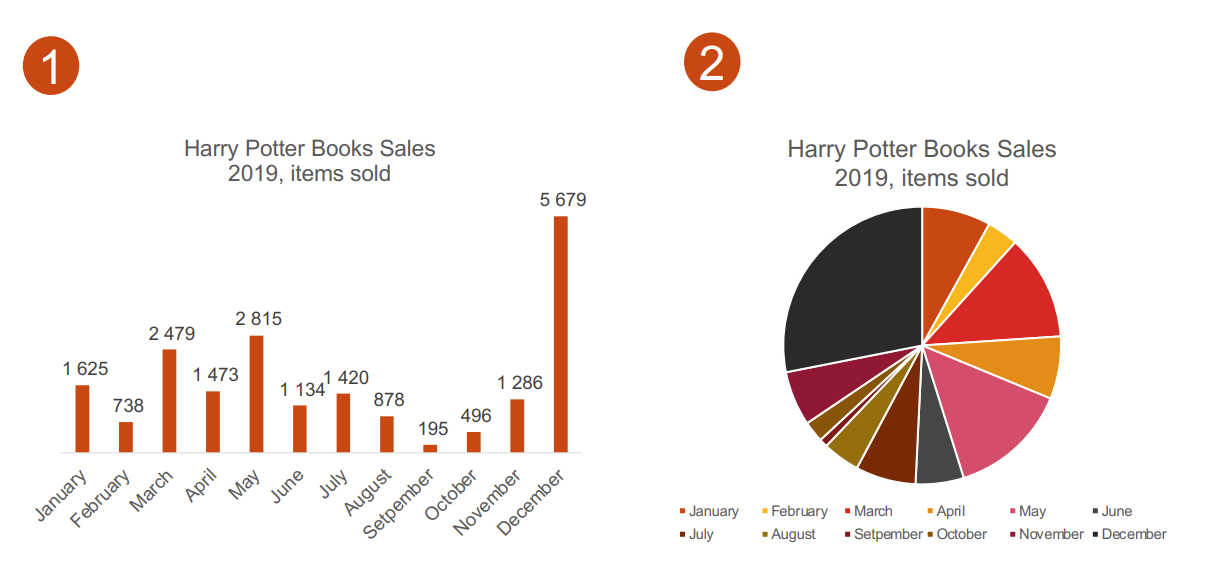 1
Harry Potter Books Sales
2019, items sold
1 625
738
2 479
1 473
2 815
1 134
1 420
878
195
496
1 286
5 679
January
February
March
April
May
June
July
August
Setpember
October
November
December
2
Harry Potter Books Sales
2019, items sold
January February March April May June
July August Setpember October November December